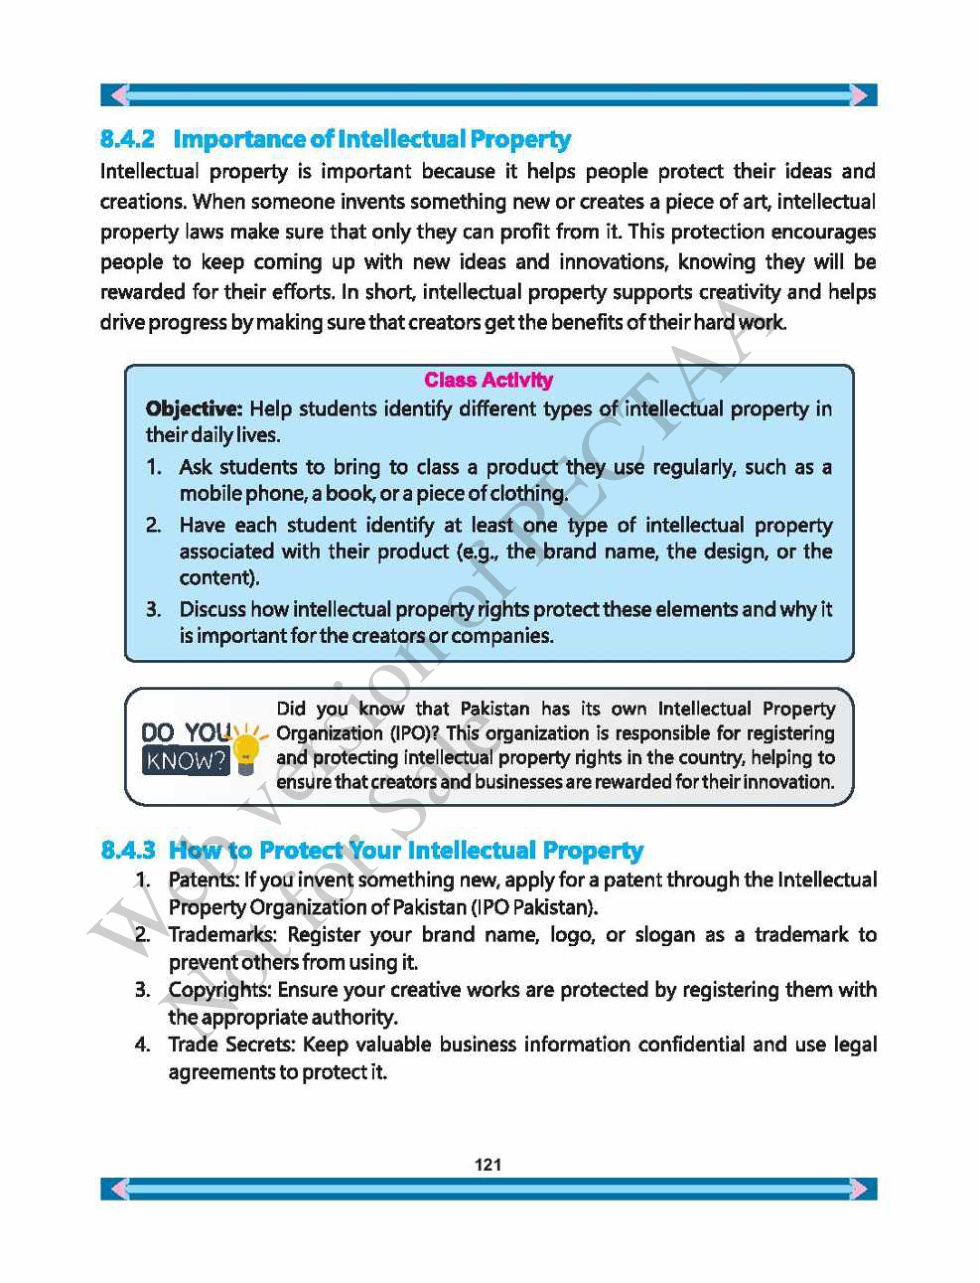 8.4.2 Importance of Intellectual Property
Intellectual property is important because it helps people protect their ideas and
creations. When someone invents something new or creates a piece of art, intellectual
property laws make sure that only they can profit from it. This protection encourages
people to keep coming up with new ideas and innovations, knowing they will be
rewarded for their efforts. In short, intellectual property supports creativity and helps
drive progress by making sure that creators get the benefits of their hard work.
Class Activity
Objective: Help students identify different types of intellectual property in
their daily lives.
1. Ask students to bring to class a product they use regularly, such as a
mobile phone, a book, or a piece of clothing.
2. Have each student identify at least one type of intellectual property
associated with their product (e.g., the brand name, the design, or the
content).
3. Discuss how intellectual property rights protect these elements and why it
is important for the creators or companies.
DO YOU
KNOW?
Did you know that Pakistan has its own Intellectual Property
Organization (IPO)? This organization is responsible for registering
and protecting intellectual property rights in the country, helping to
ensure that creators and businesses are rewarded for their innovation.
8.4.3 How to Protect Your Intellectual Property
1. Patents: If you invent something new, apply for a patent through the Intellectual
Property Organization of Pakistan (IPO Pakistan).
2. Trademarks: Register your brand name, logo, or slogan as a trademark to
prevent others from using it.
3. Copyrights: Ensure your creative works are protected by registering them with
the appropriate authority.
4. Trade Secrets: Keep valuable business information confidential and use legal
agreements to protect it.
121
Web version of PECTAA
Not for Sale